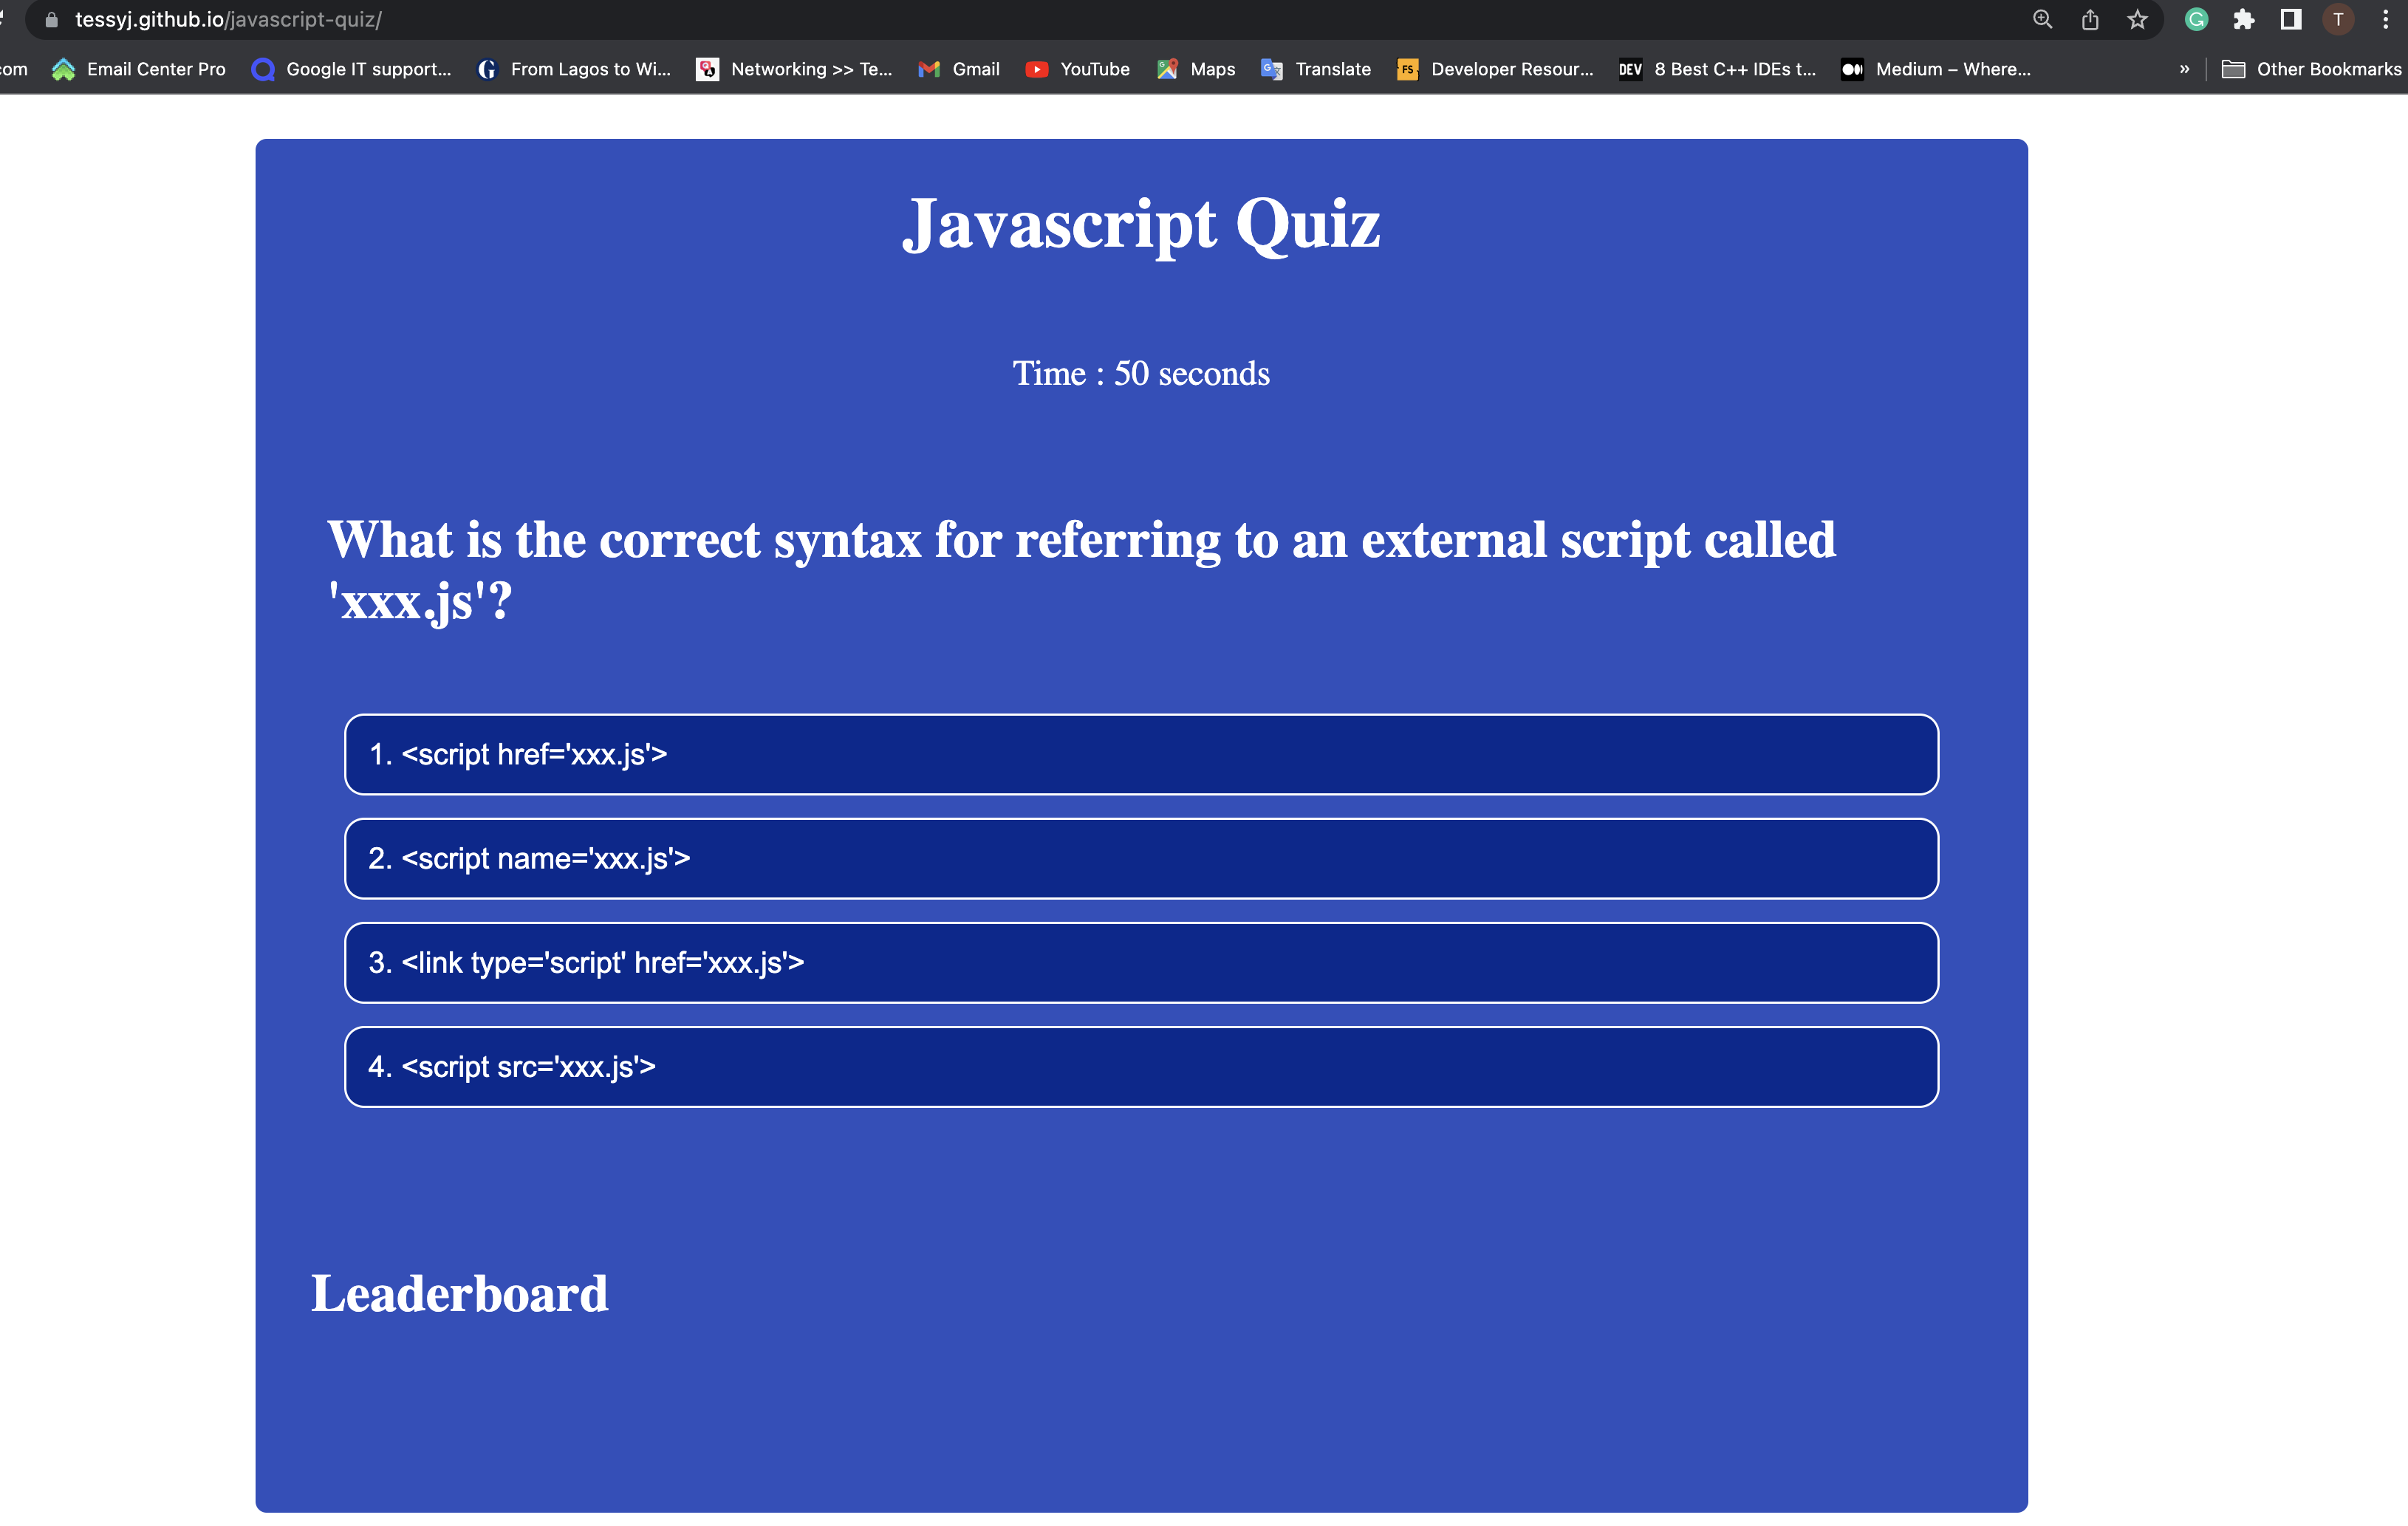 tessyj.github.io/javascript-quiz/
om Email Center Pro Google IT support... From Lagos to Wi... Networking >> Te... Gmail YouTube Maps Translate FS Developer Resour... DEV 8 Best C++ IDEs t... Medium – Where... » Other Bookmarks
T
Javascript Quiz
Time : 50 seconds
What is the correct syntax for referring to an external script called
'xxx.js'?
1. <script href='xxx.js'>
2. <script name='xxx.js'>
3. <link type='script' href='xxx.js'>
4. <script src='xxx.js'>
Leaderboard